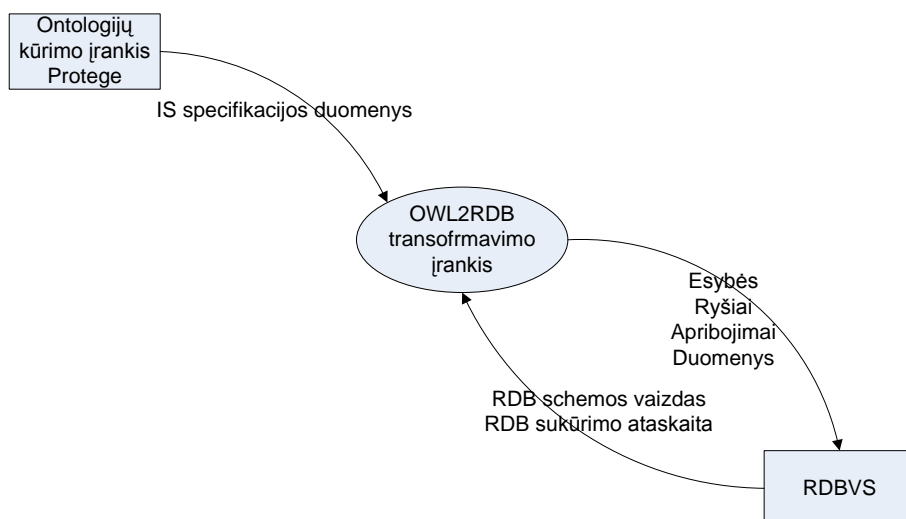 Ontologijų
kūrimo įrankis
Protege
IS specifikacijos duomenys
OWL2RDB
transofrmavimo
įrankis
Esybės
Ryšiai
Apribojimai
Duomenys
RDB schemos vaizdas
RDB sukūrimo ataskaita
RDBVS